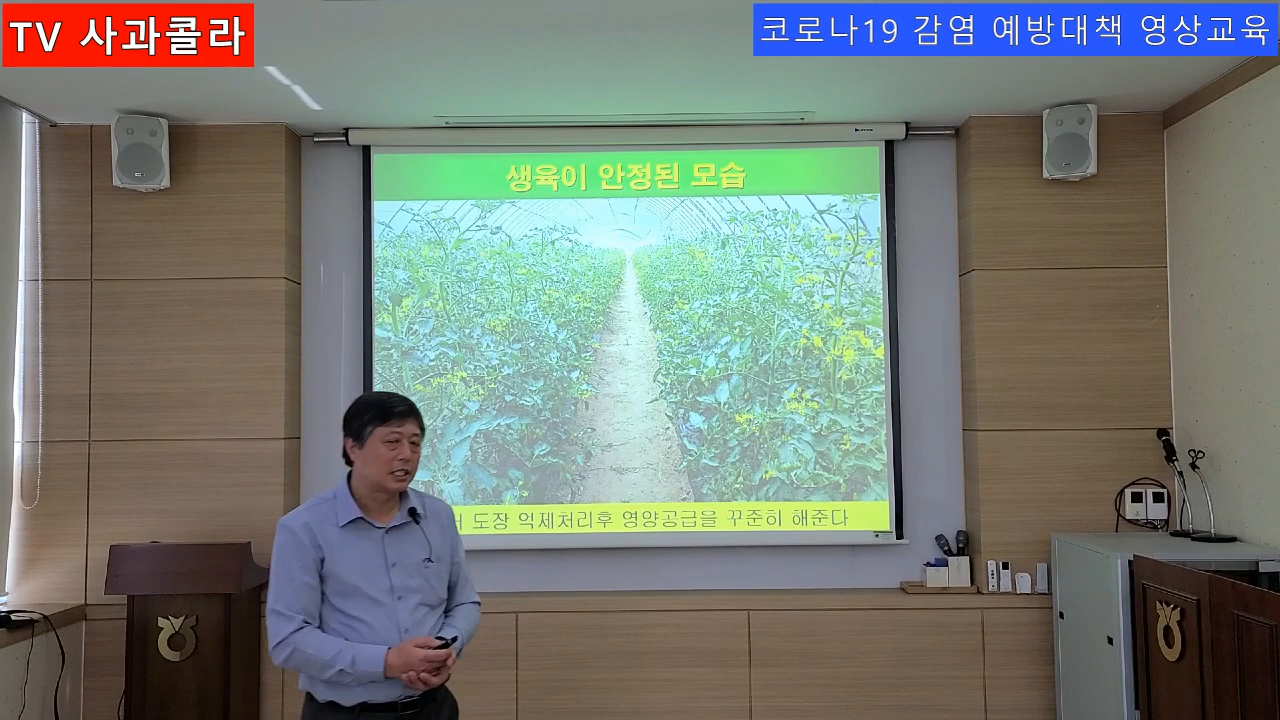 TV 사과콜라
코로나19 감염 예방대책 영상교육
생육이 안정된 모습
도장 억제처리후 영양공급을 꾸준히 해준다